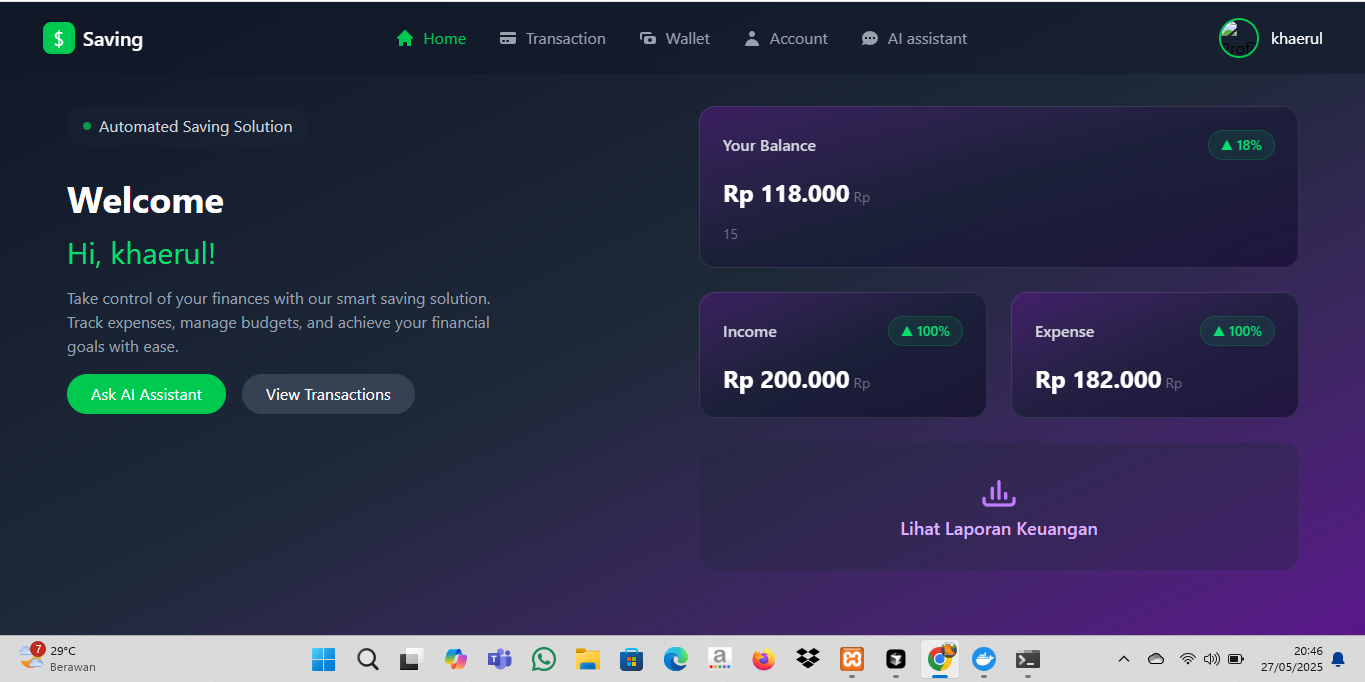 $ Saving
Home
Transaction
Wallet
Account
AI assistant
khaerul
Automated Saving Solution
Welcome
Hi, khaerul!
Take control of your finances with our smart saving solution.
Track expenses, manage budgets, and achieve your financial
goals with ease.
Ask AI Assistant
View Transactions
Your Balance
▲ 18%
Rp 118.000 Rp
15
Income
▲ 100%
Rp 200.000 Rp
Expense
▲ 100%
Rp 182.000 Rp
Lihat Laporan Keuangan
7
29°C
Berawan
20:46
27/05/2025